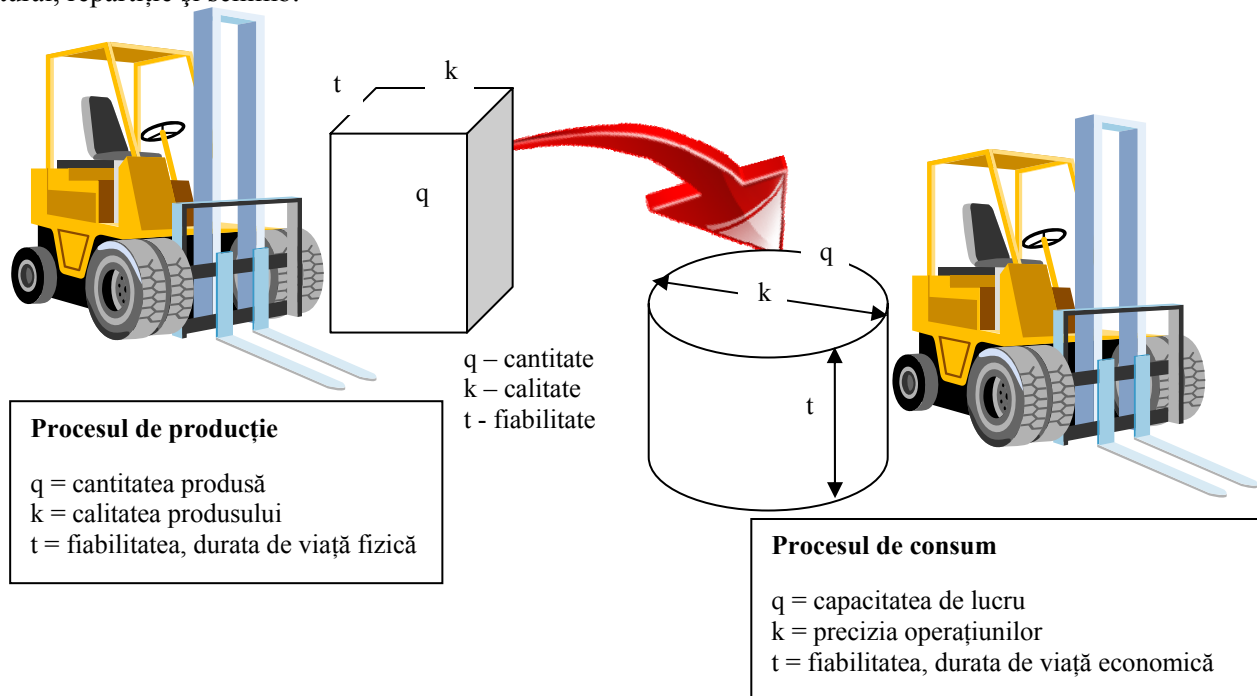 t
k
q
q – cantitate
k – calitate
t - fiabilitate
q
k
t
Procesul de producție
q = cantitatea produsă
k = calitatea produsului
t = fiabilitatea, durata de viață fizică
Procesul de consum
q = capacitatea de lucru
k = precizia operațiunilor
t = fiabilitatea, durata de viață economică